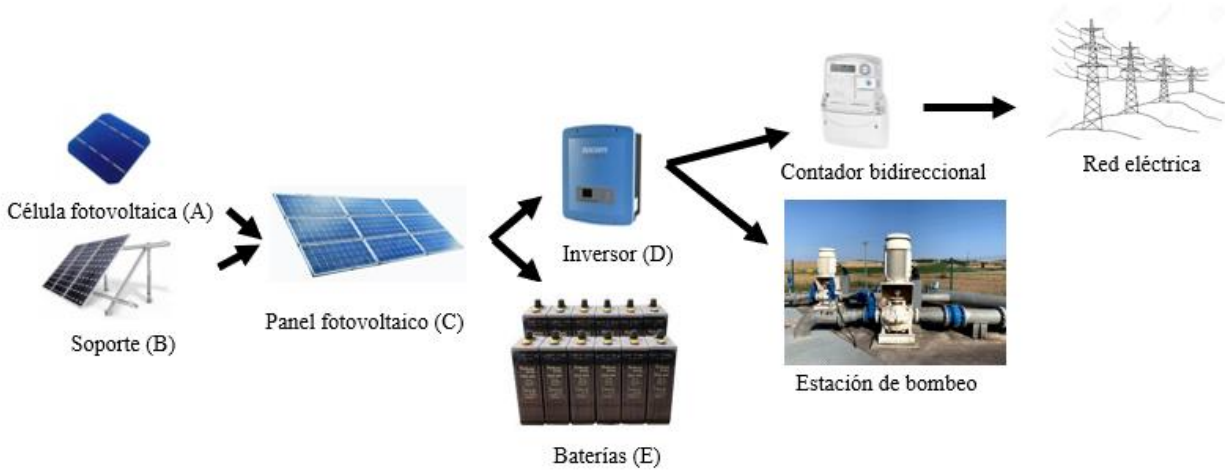 Célula fotovoltaica (A)
Soporte (B)
Panel fotovoltaico (C)
Inversor (D)
Baterías (E)
Contador bidireccional
Estación de bombeo
Red eléctrica